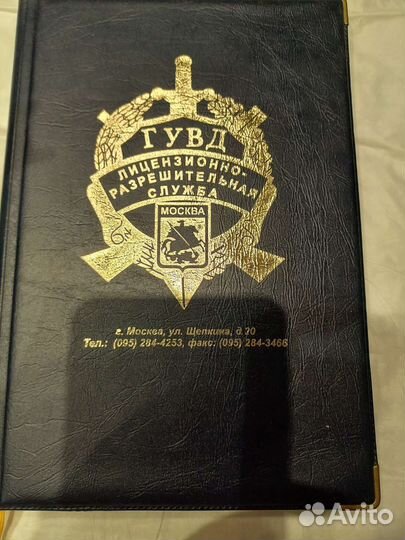 ГУВД
ЛИЦЕНЗИОННО-
РАЗРЕШИТЕЛЬНАЯ
СЛУЖБА
МОСКВА
г. Москва, ул. Щепкина, д.20
Тел.: (095) 284-4253, факс: (095) 284-3466
Avito